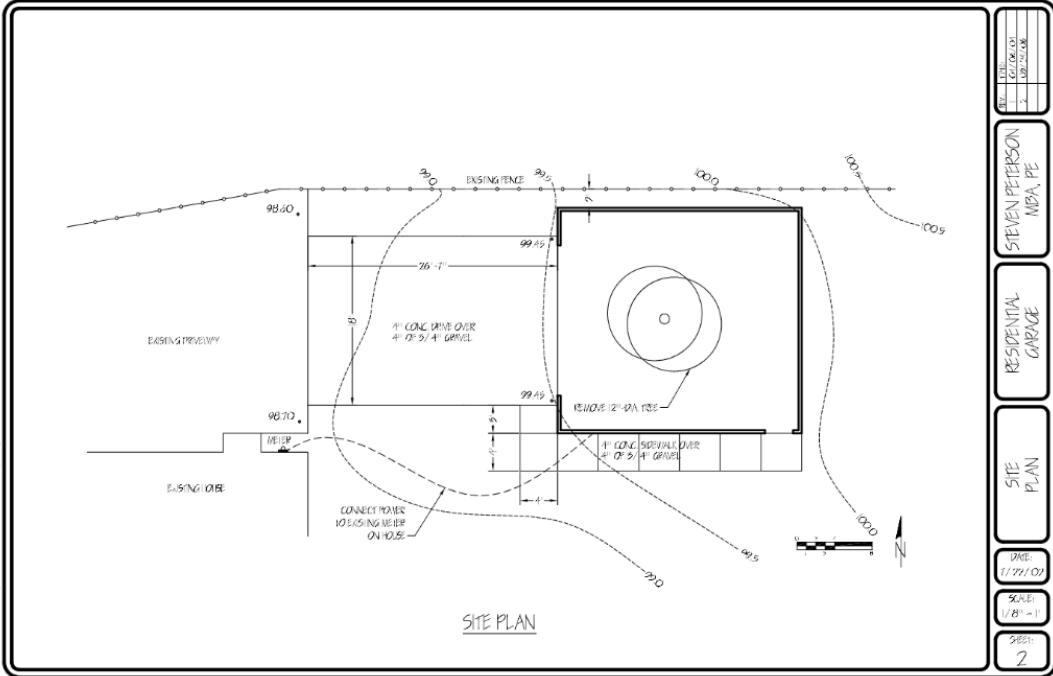 EXISTING FENCE
99.0
99.5
100.0
100.5
100.5
98.60
99.45
2'
26'-7"
18'
4" CONC. DRIVE OVER
4" OF 3/4" GRAVEL
EXISTING DRIVEWAY
99.45
REMOVE 12"-DIA. TREE
98.70
METER
3'
4'
4" CONC. SIDEWALK OVER
4" OF 3/4" GRAVEL
EXISTING HOUSE
4'
CONNECT POWER
TO EXISTING METER
ON HOUSE
100.0
99.5
99.0
N
SITE PLAN
REV.
STEVEN PETERSON
MBA, PE
RESIDENTIAL
GARAGE
SITE
PLAN
DATE:
SCALE:
1/8" = 1'
SHEET:
2